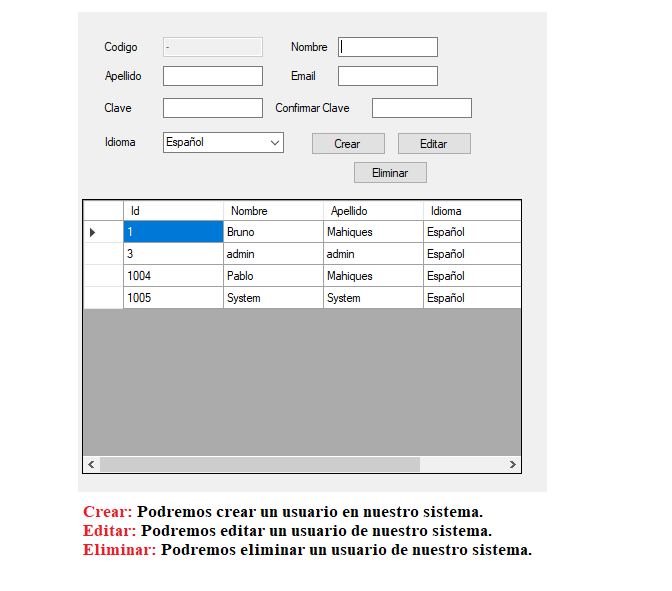 Codigo - Nombre
Apellido Email
Clave Confirmar Clave
Idioma Español Crear Editar
Eliminar
Id Nombre Apellido Idioma
1 Bruno Mahiques Español
3 admin admin Español
1004 Pablo Mahiques Español
1005 System System Español
Crear: Podremos crear un usuario en nuestro sistema.
Editar: Podremos editar un usuario de nuestro sistema.
Eliminar: Podremos eliminar un usuario de nuestro sistema.